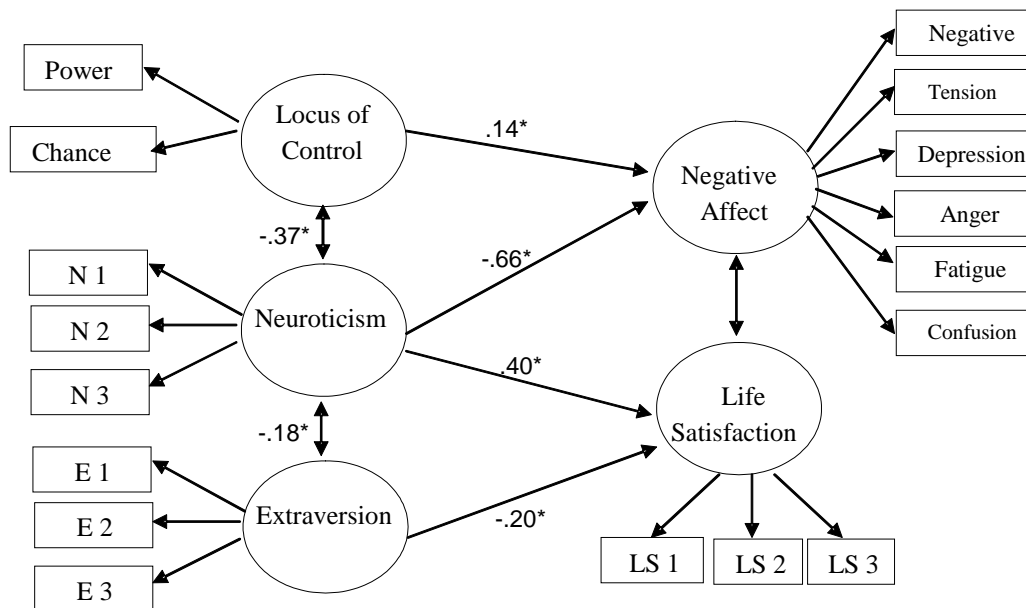 Power
Chance
Locus of
Control
.14*
-.37*
N 1
N 2
N 3
Neuroticism
-.66*
.40*
-.18*
E 1
E 2
E 3
Extraversion
-.20*
Negative
Affect
Negative
Tension
Depression
Anger
Fatigue
Confusion
Life
Satisfaction
LS 1
LS 2
LS 3